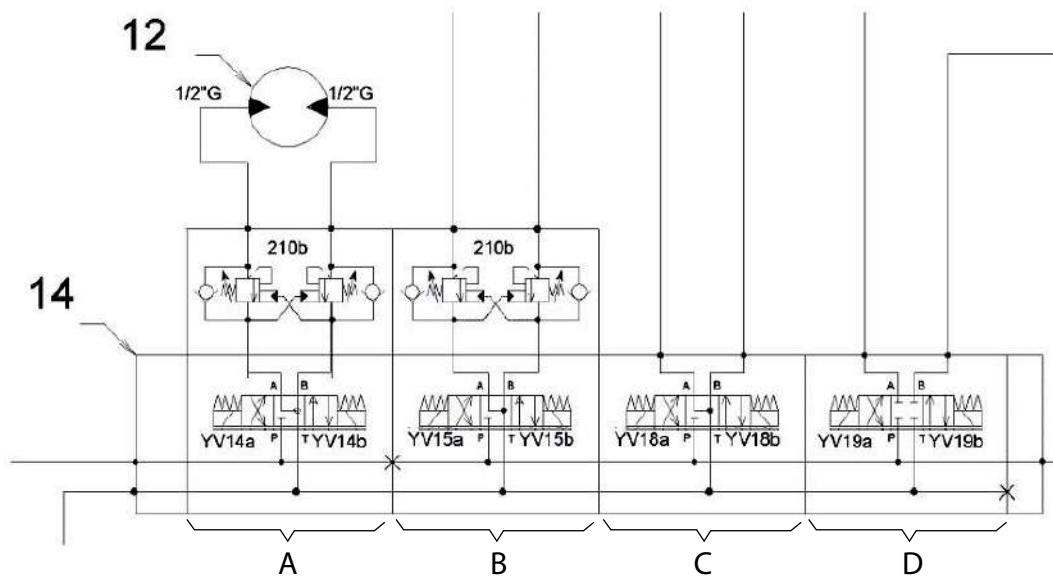 12
1/2"G 1/2"G
210b 210b
14
A B A B A B A B
YV14a P T YV14b YV15a P T YV15b YV18a P T YV18b YV19a P T YV19b
A B C D